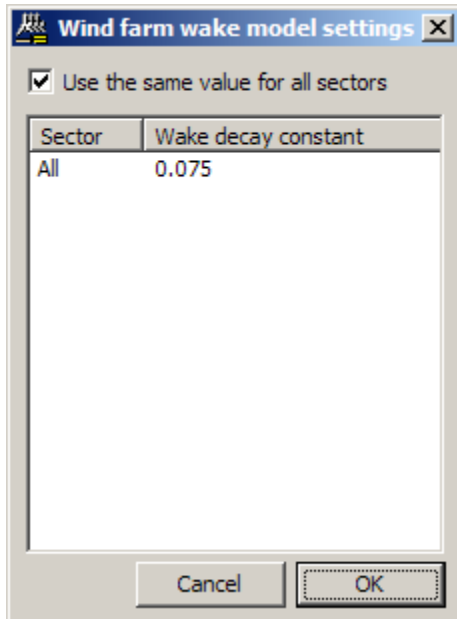 Wind farm wake model settings
Use the same value for all sectors
Sector Wake decay constant
All 0.075
Cancel OK